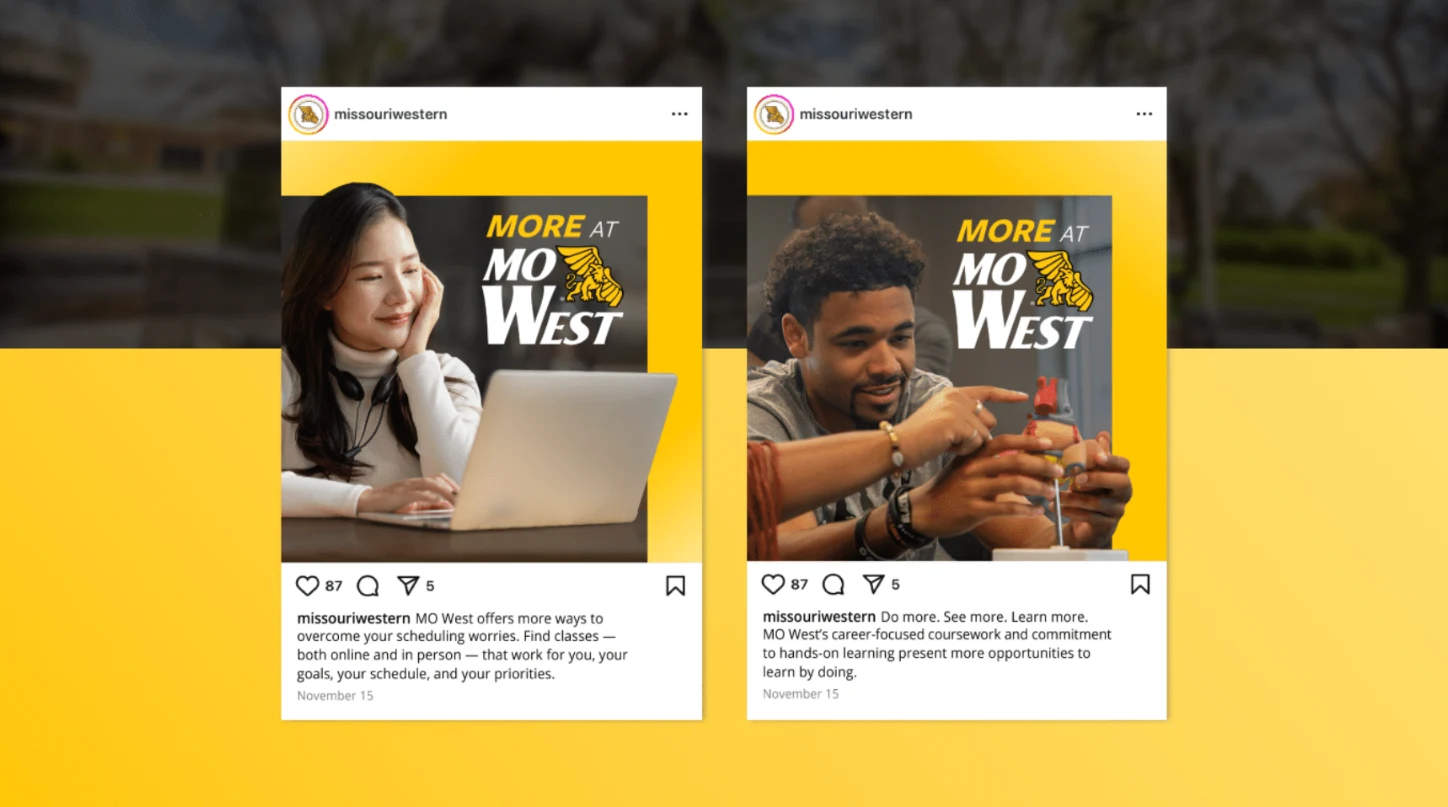 missouriwestern
MORE AT
MO
WEST
87
5
missouriwestern MO West offers more ways to
overcome your scheduling worries. Find classes —
both online and in person — that work for you, your
goals, your schedule, and your priorities.
November 15
missouriwestern
MORE AT
MO
WEST
87
5
missouriwestern Do more. See more. Learn more.
MO West’s career-focused coursework and commitment
to hands-on learning present more opportunities to
learn by doing.
November 15